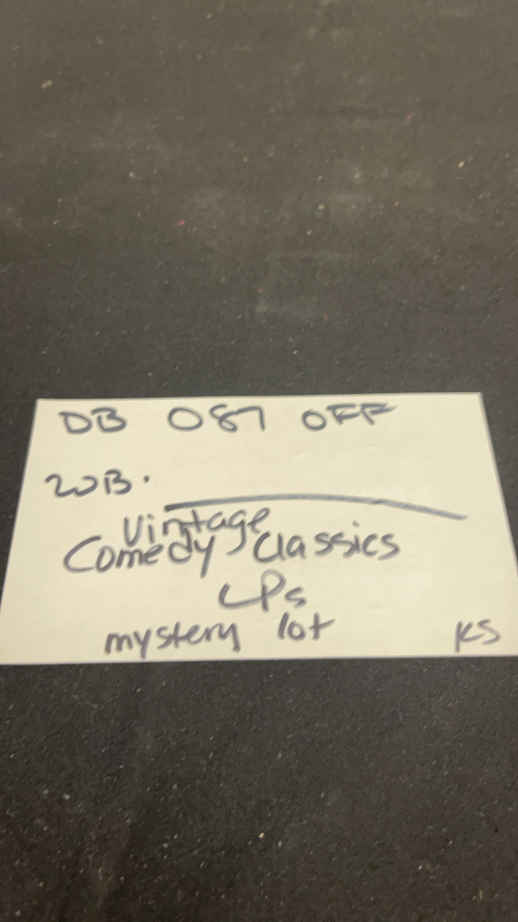 DB 087 OFF
20B.
Vintage
Comedy Classics
LPs
mystery lot KS